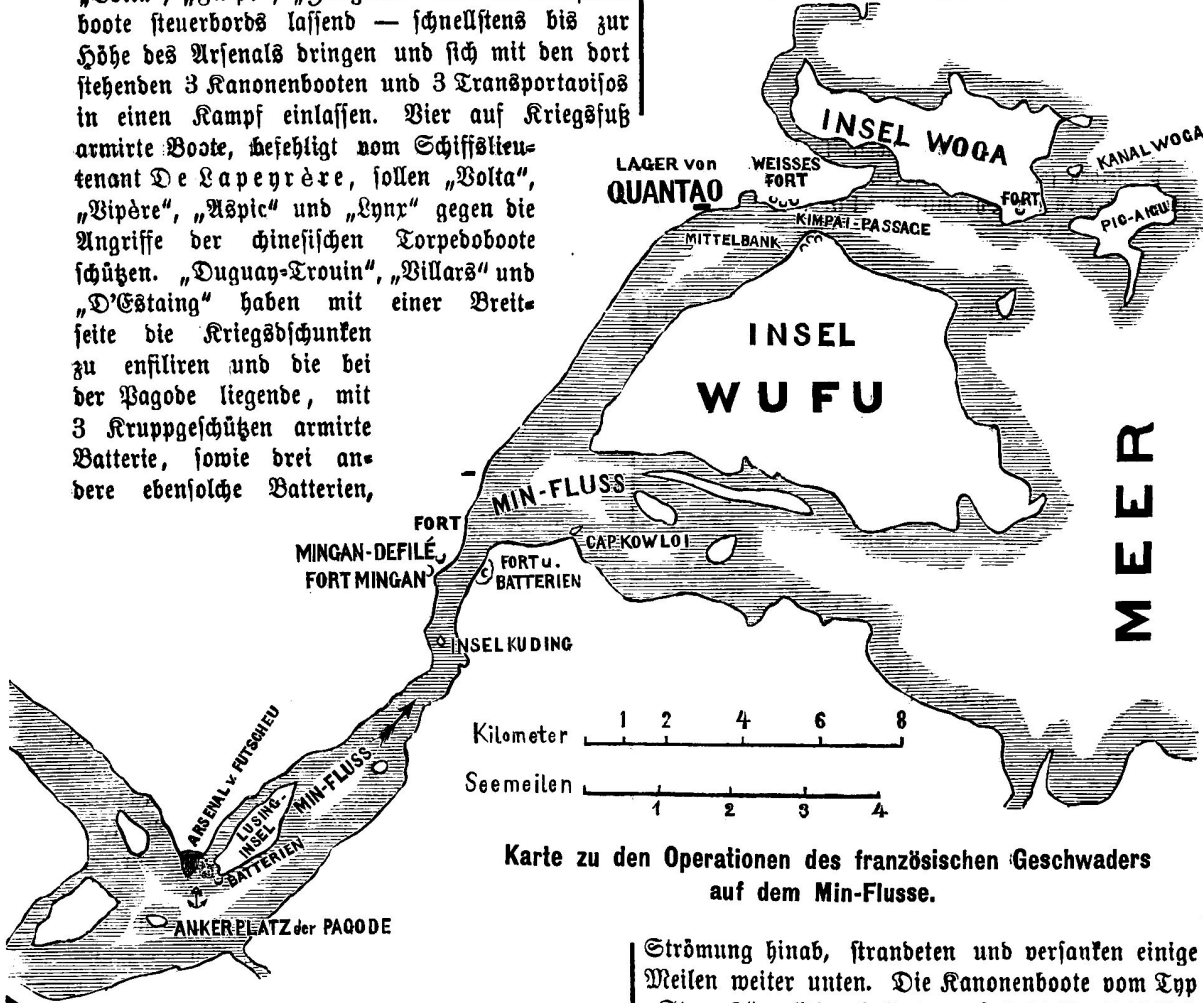 boote steuerbords lassend — schnellstens bis zur
Höhe des Arsenals dringen und sich mit den dort
stehenden 3 Kanonenbooten und 3 Transportavisos
in einen Kampf einlassen. Vier auf Kriegsfuß
armirte Boote, befehligt vom Schiffslieu=
tenant De Lapeyrère, sollen „Volta“,
„Vipère“, „Aspic“ und „Lynx“ gegen die
Angriffe der chinesischen Torpedoboote
schützen. „Duguay=Trouin“, „Villars“ und
„D’Estaing“ haben mit einer Breit=
seite die Kriegsdschunken
zu enfiliren und die bei
der Pagode liegende, mit
3 Kruppgeschützen armirte
Batterie, sowie drei an=
dere ebensolche Batterien,
INSEL WOGA
KANAL WOGA
LAGER von
QUANTAO
WEISSES
FORT
FORT
PIC-AIGU
KIMPAI-PASSAGE
MITTELBANK
INSEL
WUFU
MEER
MIN-FLUSS
FORT
CAP KOWLOI
MINGAN-DEFILÉ
FORT MINGAN
FORT u.
BATTERIEN
INSEL KUDING
Kilometer 1 2 4 6 8
Seemeilen 1 2 3 4
ARSENAL v. FUTSCHEU
MIN-FLUSS
LUSING-
INSEL
BATTERIEN
ANKERPLATZ der PAGODE
Karte zu den Operationen des französischen Geschwaders
auf dem Min-Flusse.
Strömung hinab, strandeten und versanken einige
Meilen weiter unten. Die Kanonenboote vom Typ